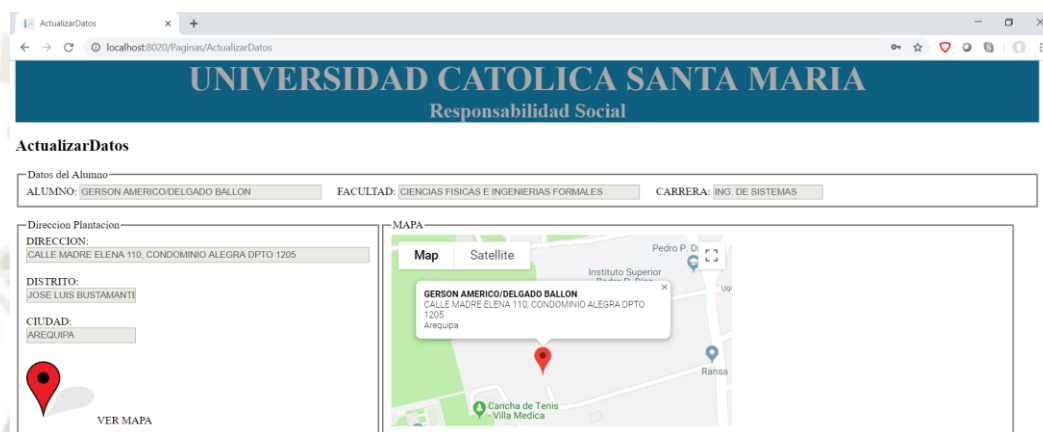 ActualizarDatos
localhost:8020/Paginas/ActualizarDatos
UNIVERSIDAD CATOLICA SANTA MARIA
Responsabilidad Social
ActualizarDatos
Datos del Alumno
ALUMNO: GERSON AMERICO/DELGADO BALLON FACULTAD: CIENCIAS FISICAS E INGENIERIAS FORMALES CARRERA: ING. DE SISTEMAS
Direccion Plantacion
DIRECCION:
CALLE MADRE ELENA 110, CONDOMINIO ALEGRA DPTO 1205
DISTRITO:
JOSE LUIS BUSTAMANTE
CIUDAD:
AREQUIPA
VER MAPA
MAPA
Map Satellite
Pedro P. D
Instituto Superior
GERSON AMERICO/DELGADO BALLON
CALLE MADRE ELENA 110, CONDOMINIO ALEGRA DPTO
1205
Arequipa
Ransa
Cancha de Tenis
- Villa Medica